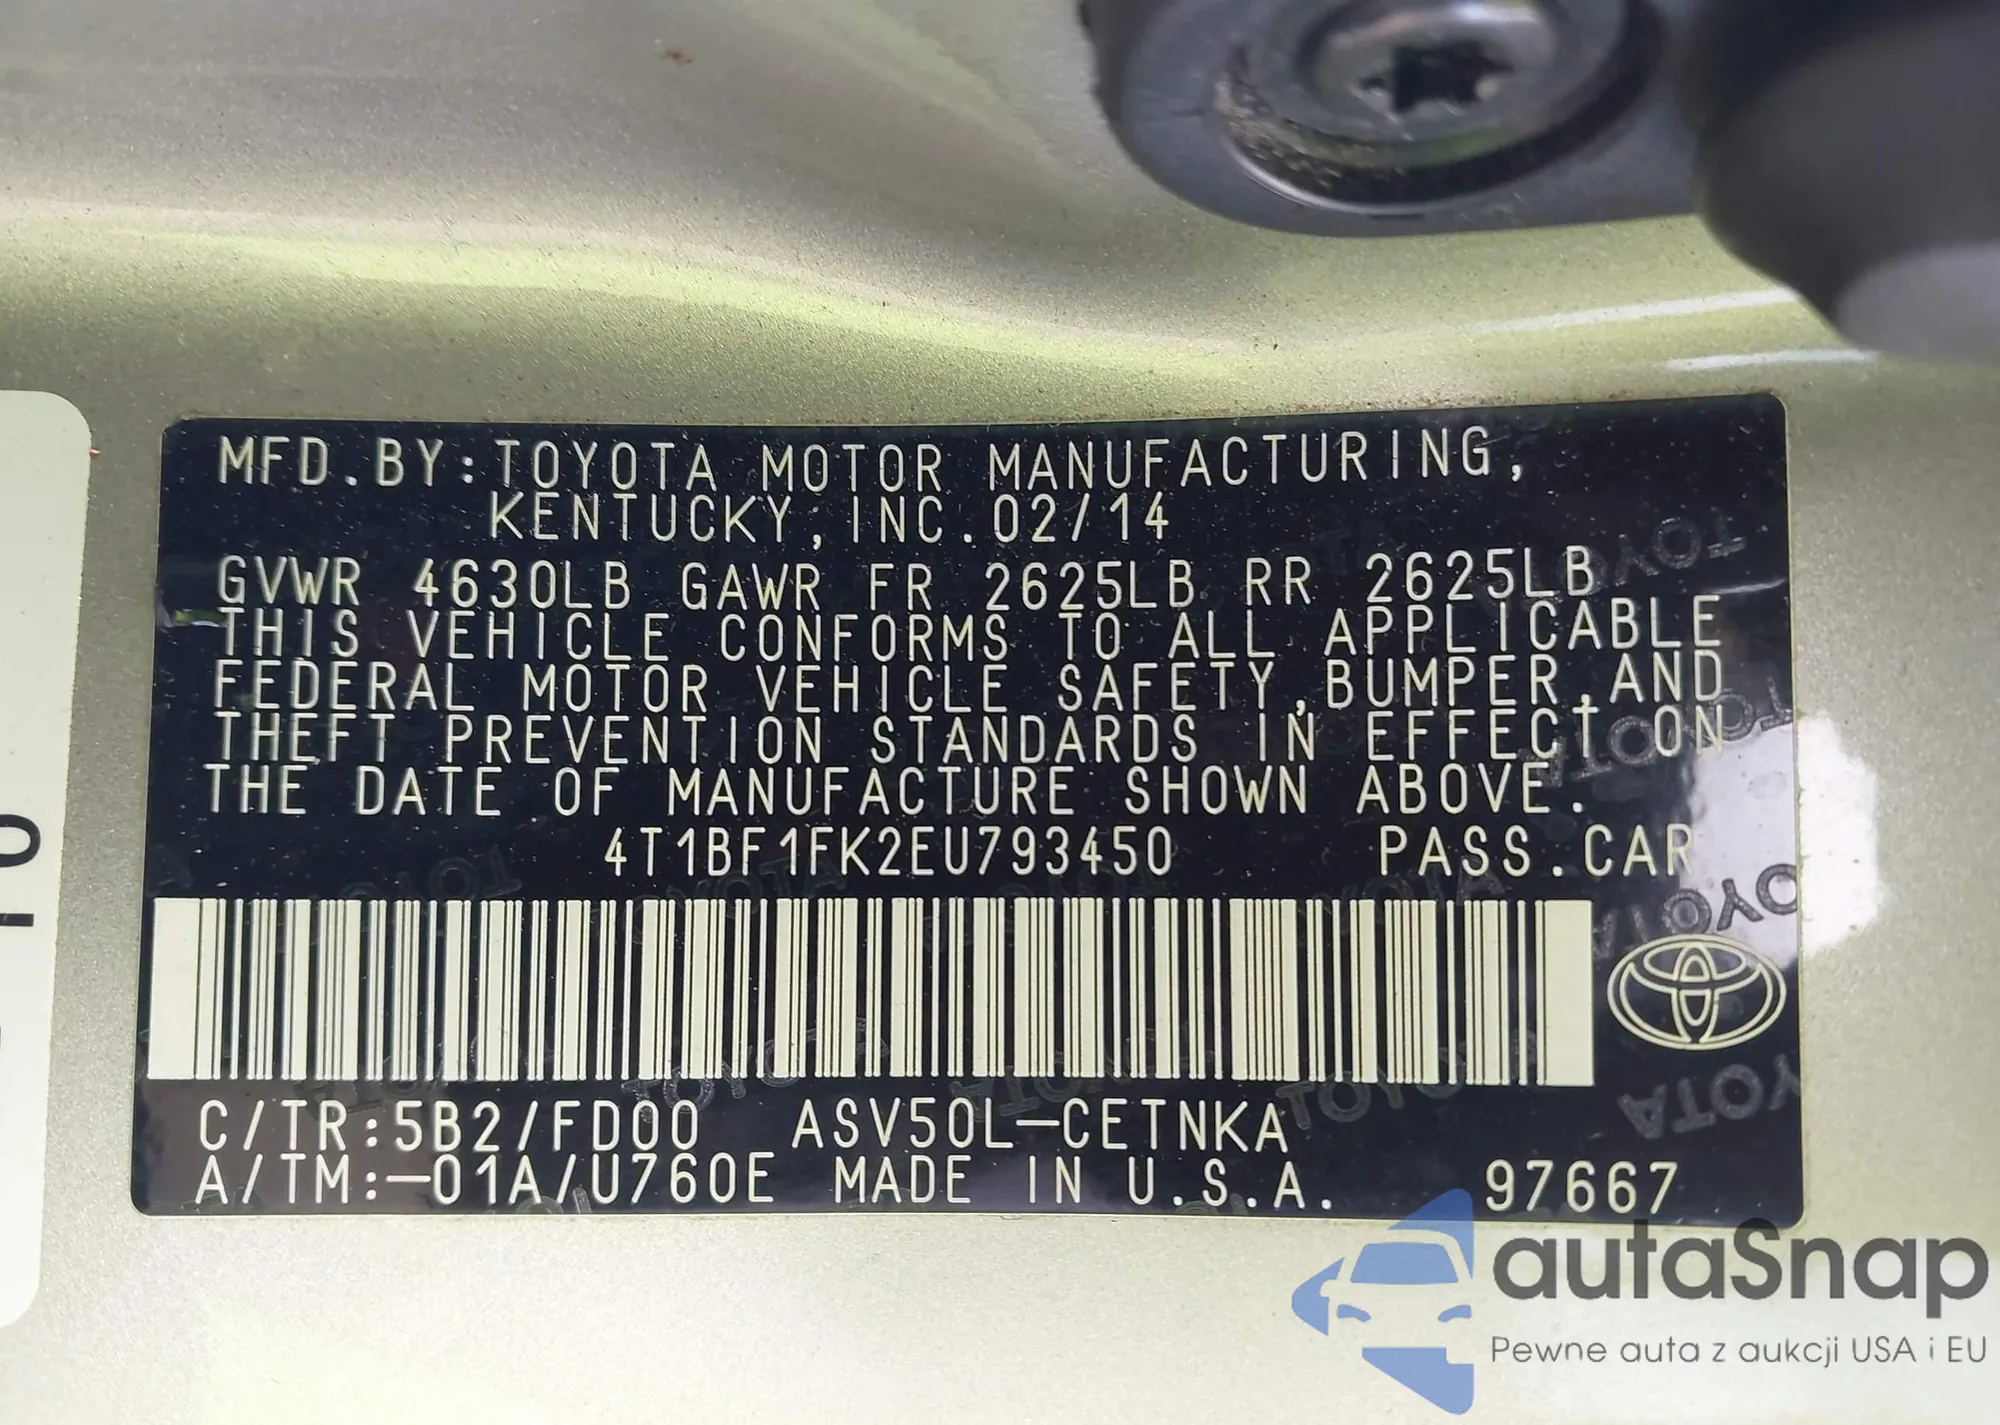 MFD.BY:TOYOTA MOTOR MANUFACTURING,
KENTUCKY,INC.02/14
GVWR 4630LB GAWR FR 2625LB RR 2625LB
THIS VEHICLE CONFORMS TO ALL APPLICABLE
FEDERAL MOTOR VEHICLE SAFETY,BUMPER,AND
THEFT PREVENTION STANDARDS IN EFFECT ON
THE DATE OF MANUFACTURE SHOWN ABOVE.
4T1BF1FK2EU793450 PASS.CAR
C/TR:5B2/FD00 ASV50L-CETNKA
A/TM:-01A/U760E MADE IN U.S.A. 97667
TOYOTA
autaSnap
Pewne auta z aukcji USA i EU